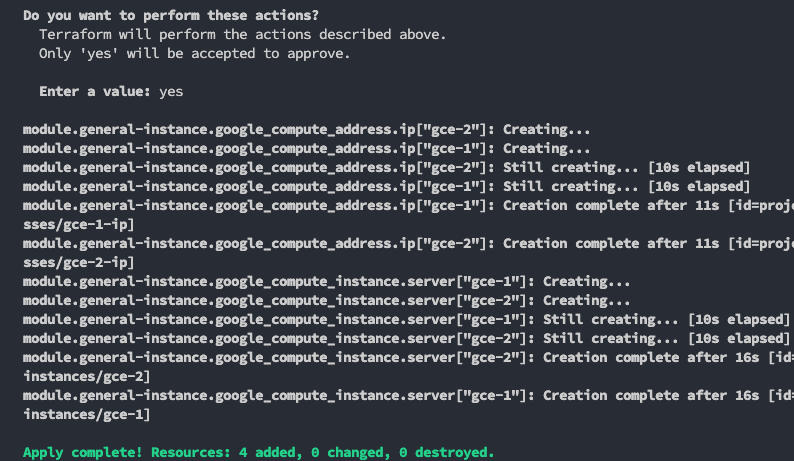 Do you want to perform these actions?
Terraform will perform the actions described above.
Only 'yes' will be accepted to approve.
Enter a value: yes
module.general-instance.google_compute_address.ip["gce-2"]: Creating...
module.general-instance.google_compute_address.ip["gce-1"]: Creating...
module.general-instance.google_compute_address.ip["gce-2"]: Still creating... [10s elapsed]
module.general-instance.google_compute_address.ip["gce-1"]: Still creating... [10s elapsed]
module.general-instance.google_compute_address.ip["gce-1"]: Creation complete after 11s [id=proje
sses/gce-1-ip]
module.general-instance.google_compute_address.ip["gce-2"]: Creation complete after 11s [id=proje
sses/gce-2-ip]
module.general-instance.google_compute_instance.server["gce-1"]: Creating...
module.general-instance.google_compute_instance.server["gce-2"]: Creating...
module.general-instance.google_compute_instance.server["gce-1"]: Still creating... [10s elapsed]
module.general-instance.google_compute_instance.server["gce-2"]: Still creating... [10s elapsed]
module.general-instance.google_compute_instance.server["gce-2"]: Creation complete after 16s [id=
instances/gce-2]
module.general-instance.google_compute_instance.server["gce-1"]: Creation complete after 16s [id=
instances/gce-1]
Apply complete! Resources: 4 added, 0 changed, 0 destroyed.